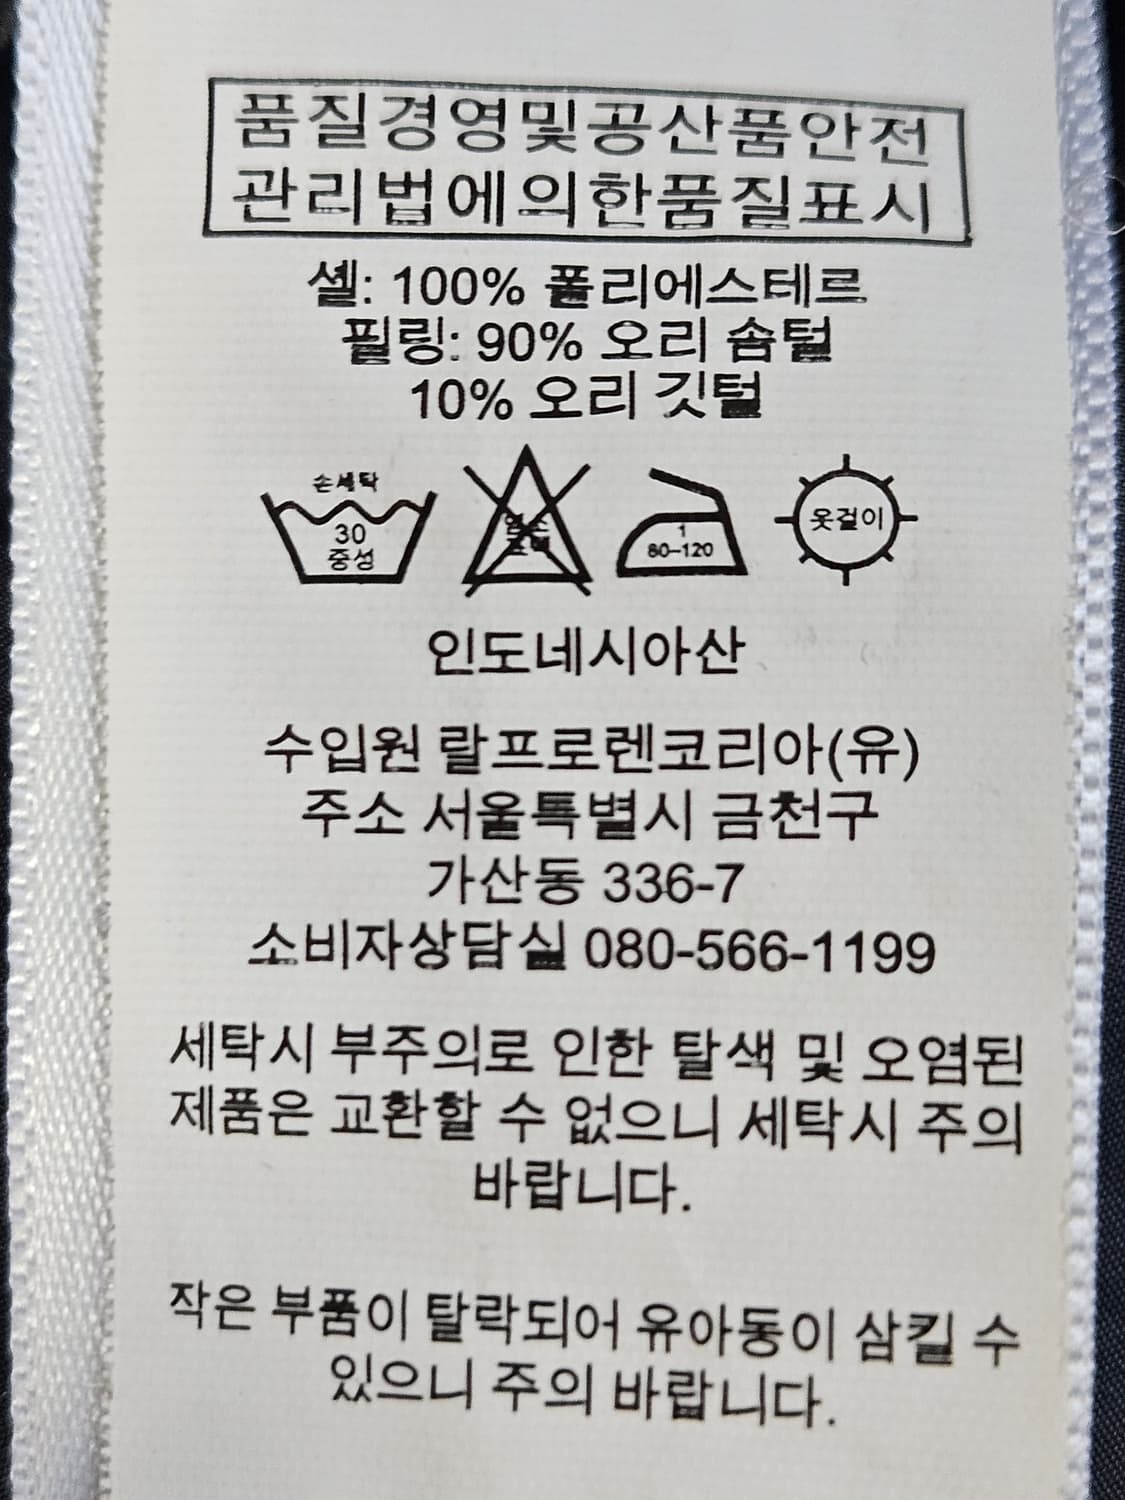 품질경영및공산품안전
관리법에의한품질표시
셸: 100% 폴리에스테르
필링: 90% 오리 솜털
10% 오리 깃털
손세탁
30
중성
염소
표백
1
80–120
옷걸이
인도네시아산
수입원 랄프로렌코리아(유)
주소 서울특별시 금천구
가산동 336-7
소비자상담실 080-566-1199
세탁시 부주의로 인한 탈색 및 오염된
제품은 교환할 수 없으니 세탁시 주의
바랍니다.
작은 부품이 탈락되어 유아동이 삼킬 수
있으니 주의 바랍니다.